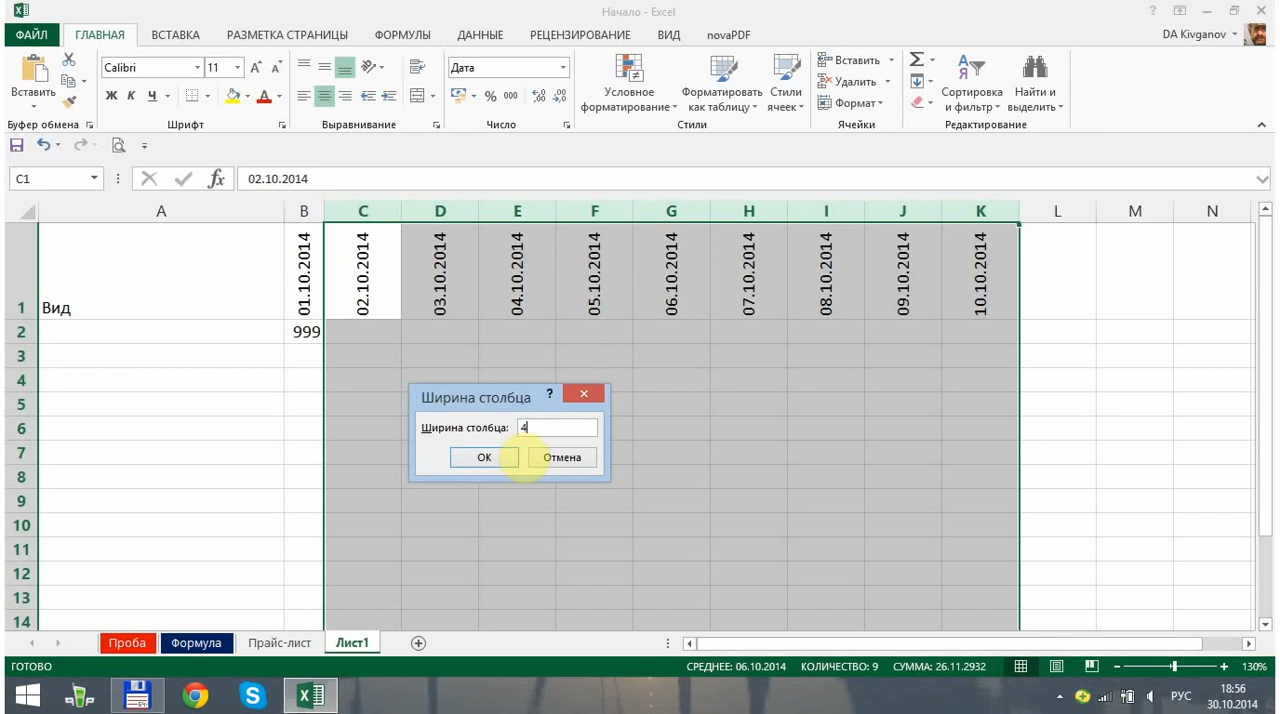 Начало - Excel
ФАЙЛ ГЛАВНАЯ ВСТАВКА РАЗМЕТКА СТРАНИЦЫ ФОРМУЛЫ ДАННЫЕ РЕЦЕНЗИРОВАНИЕ ВИД novaPDF DA Kivganov
Вставить
Calibri 11
Ж К Ч
Дата
% 000
Условное форматирование
Форматировать как таблицу
Стили ячеек
Вставить
Удалить
Формат
Сортировка и фильтр
Найти и выделить
Буфер обмена Шрифт Выравнивание Число Стили Ячейки Редактирование
C1 fx 02.10.2014
A B C D E F G H I J K L M N
1 Вид 01.10.2014 02.10.2014 03.10.2014 04.10.2014 05.10.2014 06.10.2014 07.10.2014 08.10.2014 09.10.2014 10.10.2014
2 999
3
4
5
6
7
8
9
10
11
12
13
14
Ширина столбца ?
Ширина столбца: 4
ОК Отмена
Проба Формула Прайс-лист Лист1
ГОТОВО СРЕДНЕЕ: 06.10.2014 КОЛИЧЕСТВО: 9 СУММА: 26.11.2932 130%
РУС 18:56
30.10.2014